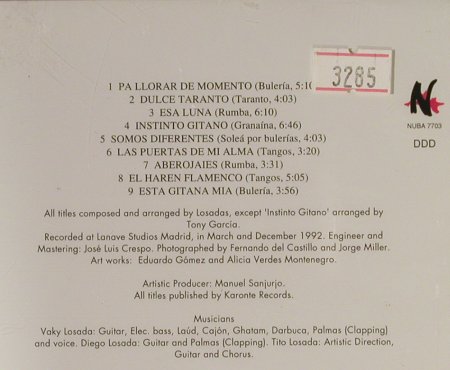 1 PA LLORAR DE MOMENTO (Bulería, 5:10
2 DULCE TARANTO (Taranto, 4:03)
3 ESA LUNA (Rumba, 6:10)
4 INSTINTO GITANO (Granaína, 6:46)
5 SOMOS DIFERENTES (Soleá por bulerías, 4:03)
6 LAS PUERTAS DE MI ALMA (Tangos, 3:20)
7 ABEROJAIES (Rumba, 3:31)
8 EL HAREN FLAMENCO (Tangos, 5:05)
9 ESTA GITANA MIA (Bulería, 3:56)
3285
N
NUBA 7703
DDD
All titles composed and arranged by Losadas, except 'Instinto Gitano' arranged by
Tony García.
Recorded at Lanave Studios Madrid, in March and December 1992. Engineer and
Mastering: José Luis Crespo. Photographed by Fernando del Castillo and Jorge Miller.
Art works: Eduardo Gómez and Alicia Verdes Montenegro.
Artistic Producer: Manuel Sanjurjo.
All titles published by Karonte Records.
Musicians
Vaky Losada: Guitar, Elec. bass, Laúd, Cajón, Ghatam, Darbuca, Palmas (Clapping)
and voice. Diego Losada: Guitar and Palmas (Clapping). Tito Losada: Artistic Direction,
Guitar and Chorus.